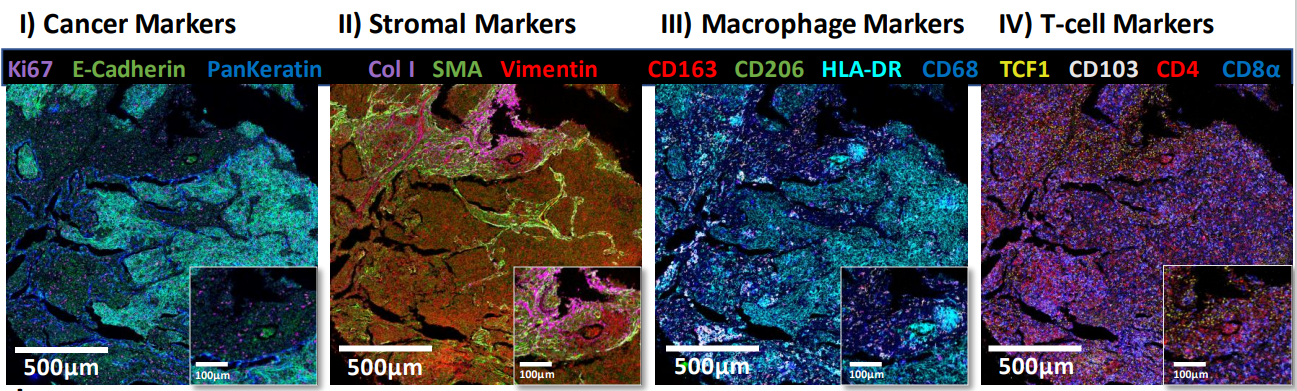 I) Cancer Markers
II) Stromal Markers
III) Macrophage Markers
IV) T-cell Markers
Ki67 E-Cadherin PanKeratin
Col I SMA Vimentin
CD163 CD206 HLA-DR CD68
TCF1 CD103 CD4 CD8α
500µm
100µm
500µm
100µm
500µm
100µm
500µm
100µm